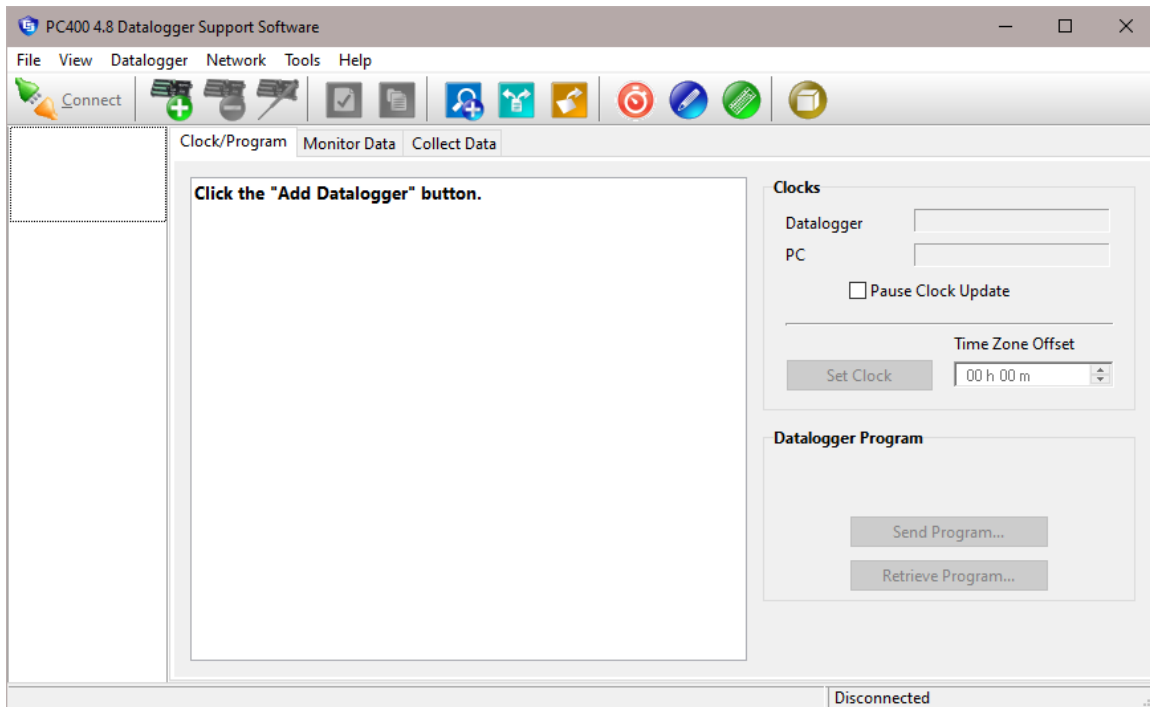 PC400 4.8 Datalogger Support Software
File View Datalogger Network Tools Help
Connect
Clock/Program Monitor Data Collect Data
Click the "Add Datalogger" button.
Clocks
Datalogger
PC
Pause Clock Update
Time Zone Offset
Set Clock 00 h 00 m
Datalogger Program
Send Program...
Retrieve Program...
Disconnected